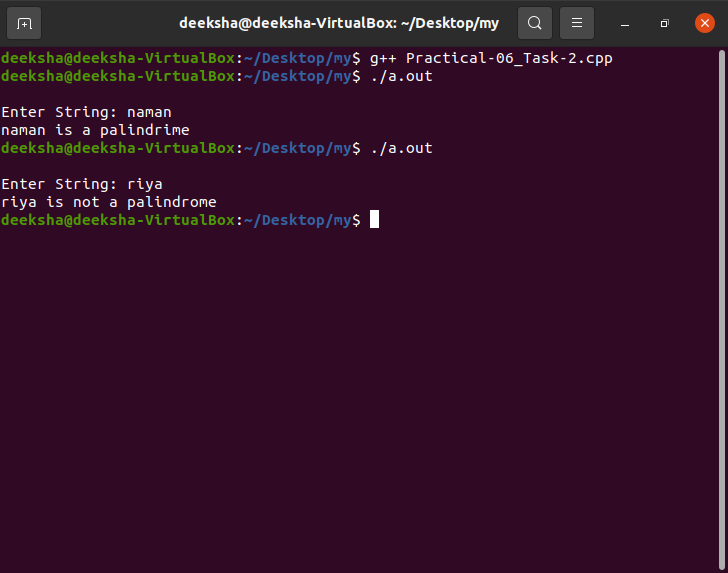 deeksha@deeksha-VirtualBox: ~/Desktop/my
deeksha@deeksha-VirtualBox:~/Desktop/my$ g++ Practical-06_Task-2.cpp
deeksha@deeksha-VirtualBox:~/Desktop/my$ ./a.out
Enter String: naman
naman is a palindrime
deeksha@deeksha-VirtualBox:~/Desktop/my$ ./a.out
Enter String: riya
riya is not a palindrome
deeksha@deeksha-VirtualBox:~/Desktop/my$